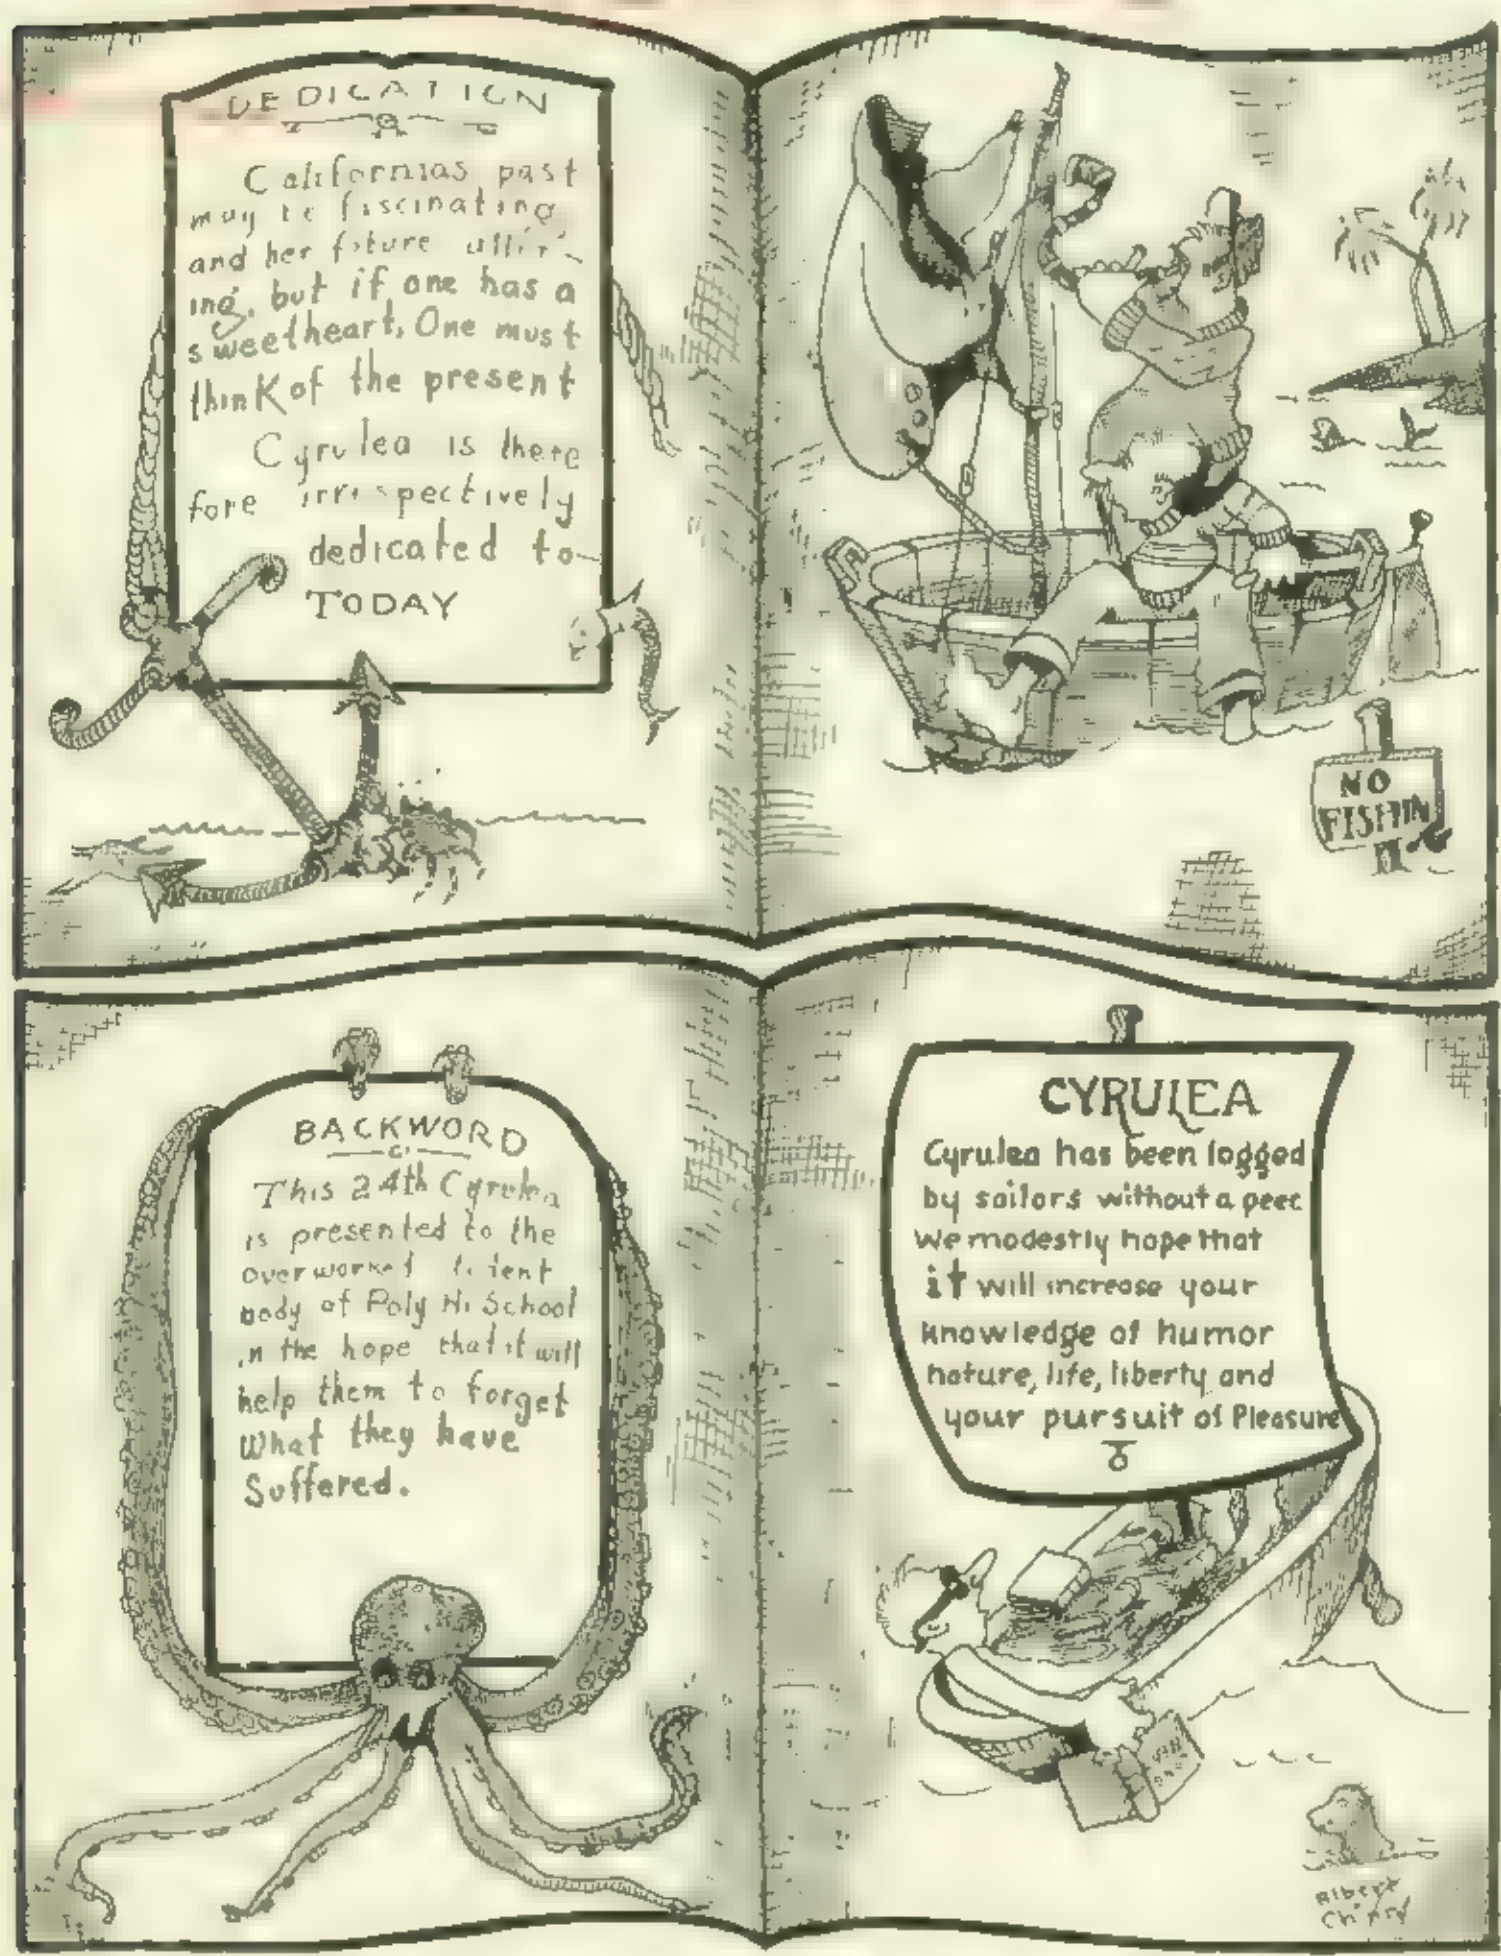 DEDICATION
Californias past
may be fascinating
and her future
ing, but if one has a
sweetheart, One must
think of the present
Cyrulea is there
fore irrispectively
dedicated to
TODAY
NO
FISHIN
BACKWORD
This 24th Cyrulea
is presented to the
overworked
body of Poly Hi School
in the hope that it will
help them to forget
What they have
Suffered.
CYRULEA
Cyrulea has been logged
by sailors without a peer
We modestly hope that
it will increase your
knowledge of humor
nature, life, liberty and
your pursuit of Pleasure
Albert